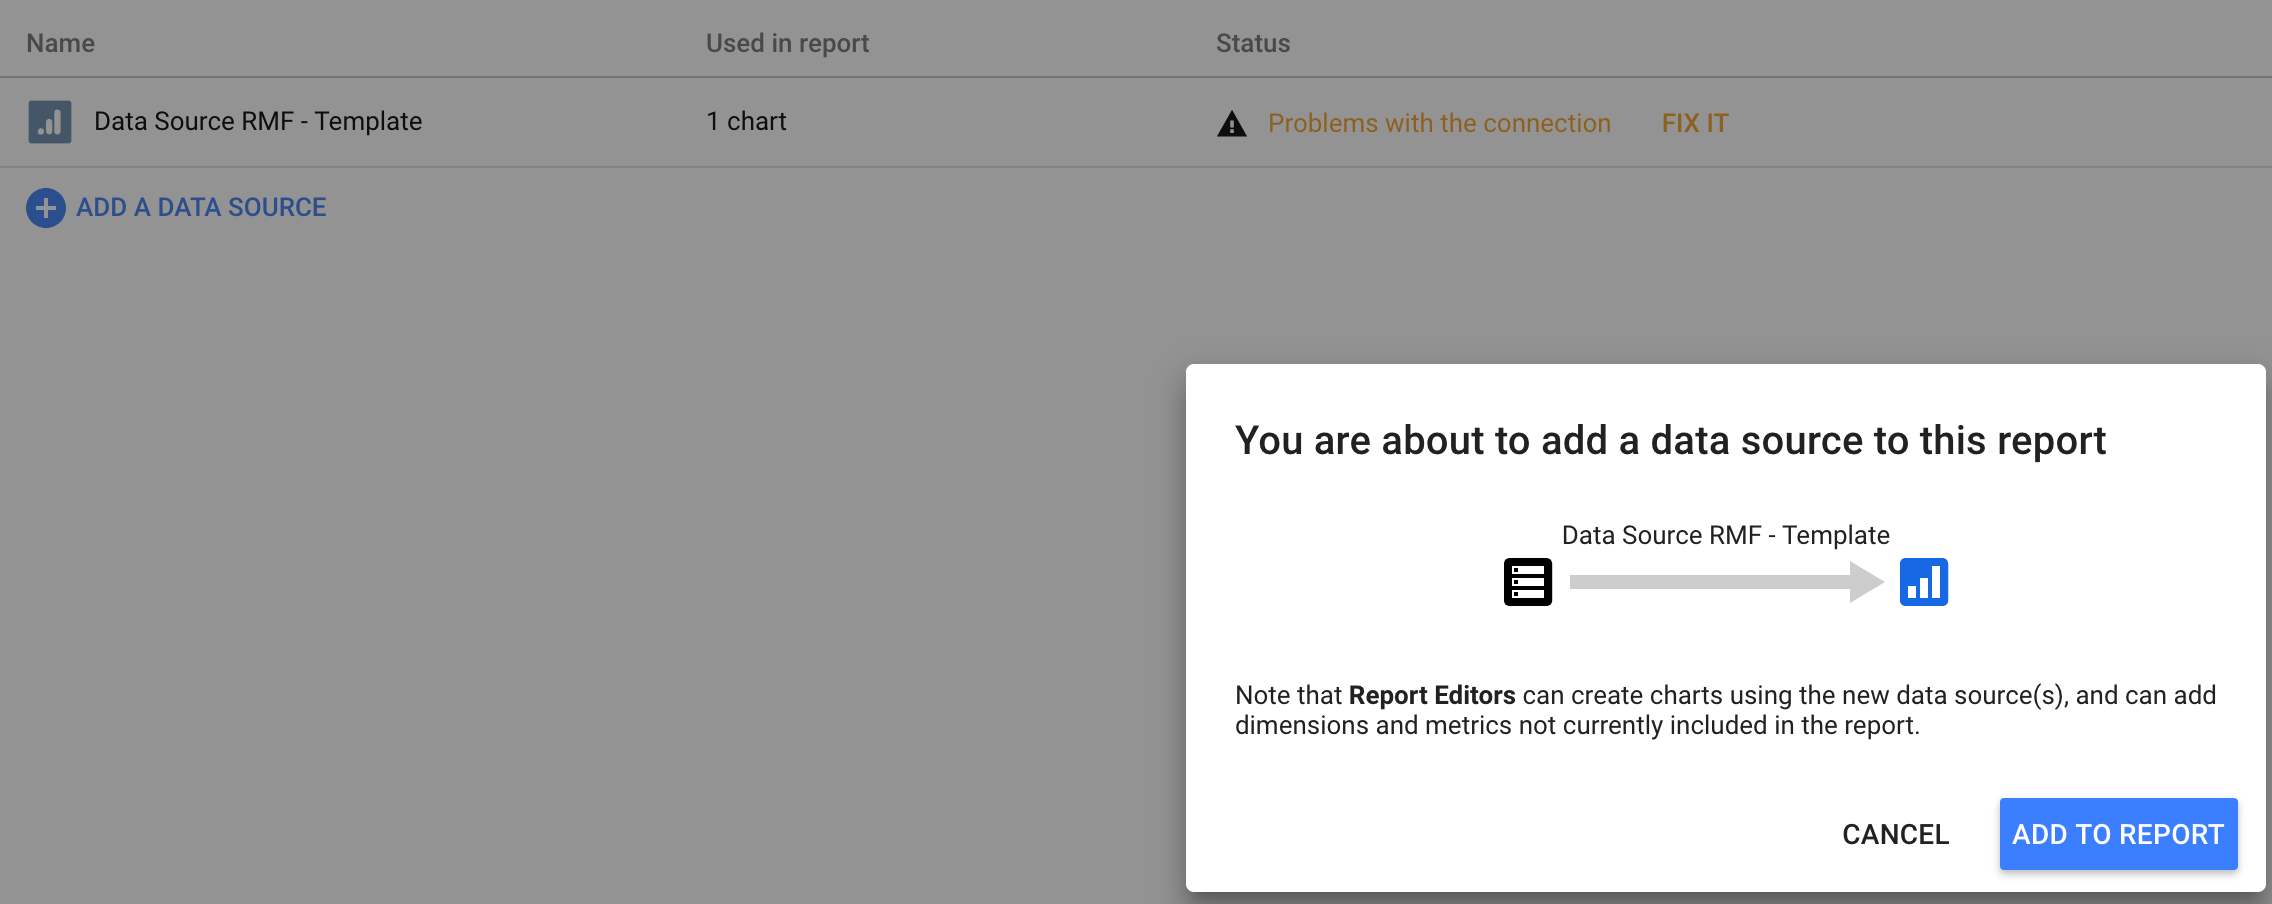 Name Used in report Status
Data Source RMF - Template 1 chart Problems with the connection FIX IT
ADD A DATA SOURCE
You are about to add a data source to this report
Data Source RMF - Template
Note that Report Editors can create charts using the new data source(s), and can add
dimensions and metrics not currently included in the report.
CANCEL ADD TO REPORT